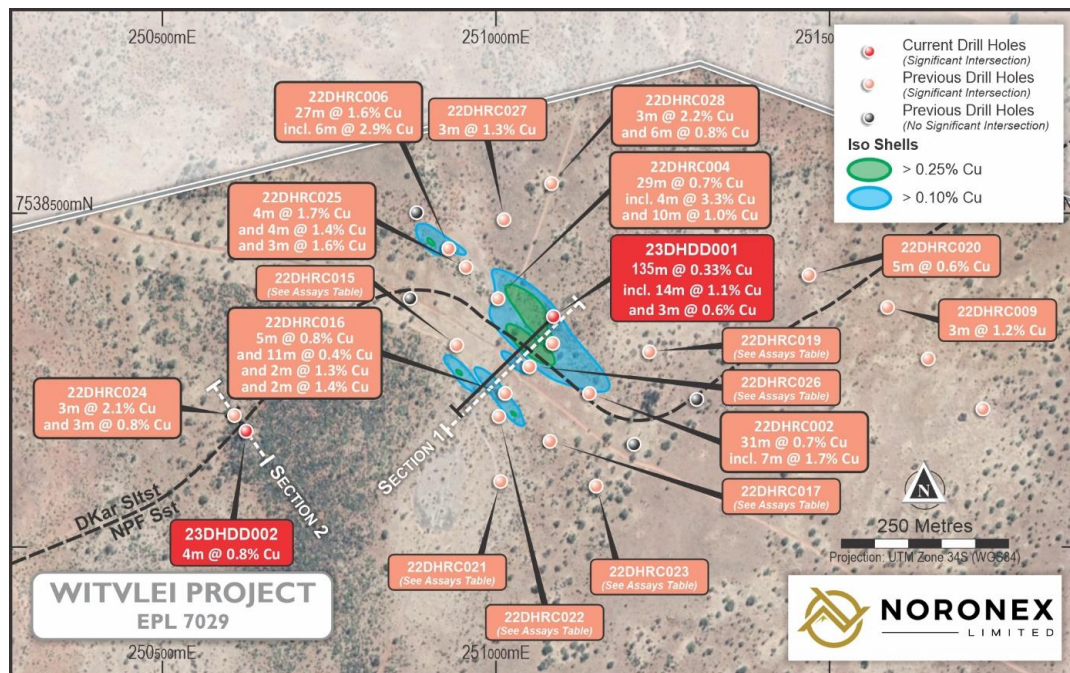 250500mE
251000mE
251500
Current Drill Holes
(Significant Intersection)
Previous Drill Holes
(Significant Intersection)
Previous Drill Holes
(No Significant Intersection)
Iso Shells
> 0.25% Cu
> 0.10% Cu
22DHRC006
27m @ 1.6% Cu
incl. 6m @ 2.9% Cu
22DHRC027
3m @ 1.3% Cu
22DHRC028
3m @ 2.2% Cu
and 6m @ 0.8% Cu
22DHRC004
29m @ 0.7% Cu
incl. 4m @ 3.3% Cu
and 10m @ 1.0% Cu
7538500mN
22DHRC025
4m @ 1.7% Cu
and 4m @ 1.4% Cu
and 3m @ 1.6% Cu
23DHDD001
135m @ 0.33% Cu
incl. 14m @ 1.1% Cu
and 3m @ 0.6% Cu
22DHRC020
5m @ 0.6% Cu
22DHRC015
(See Assays Table)
22DHRC009
3m @ 1.2% Cu
22DHRC016
5m @ 0.8% Cu
and 11m @ 0.4% Cu
and 2m @ 1.3% Cu
and 2m @ 1.4% Cu
22DHRC019
(See Assays Table)
22DHRC024
3m @ 2.1% Cu
and 3m @ 0.8% Cu
22DHRC026
(See Assays Table)
22DHRC002
31m @ 0.7% Cu
incl. 7m @ 1.7% Cu
SECTION 1
SECTION 2
22DHRC017
(See Assays Table)
DKar Sltst
NPF Sst
N
250 Metres
Projection: UTM Zone 34S (WGS84)
23DHDD002
4m @ 0.8% Cu
22DHRC021
(See Assays Table)
22DHRC023
(See Assays Table)
22DHRC022
(See Assays Table)
WITVLEI PROJECT
EPL 7029
NORONEX
LIMITED
250500mE
251000mE